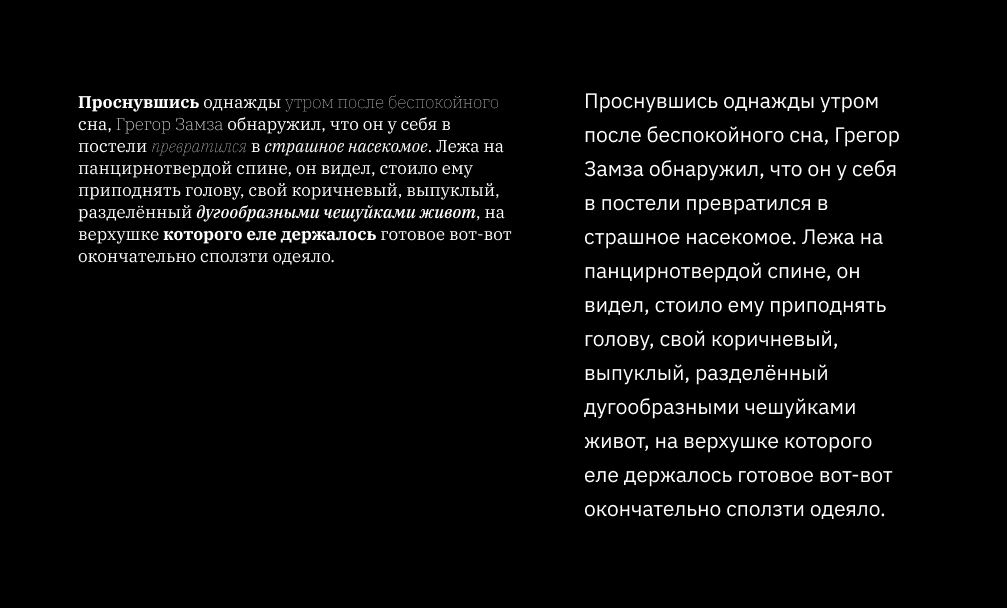 Проснувшись однажды утром после беспокойного
сна, Грегор Замза обнаружил, что он у себя в
постели превратился в страшное насекомое. Лежа на
панцирнотвердой спине, он видел, стоило ему
приподнять голову, свой коричневый, выпуклый,
разделённый дугообразными чешуйками живот, на
верхушке которого еле держалось готовое вот-вот
окончательно сползти одеяло.
Проснувшись однажды утром
после беспокойного сна, Грегор
Замза обнаружил, что он у себя
в постели превратился в
страшное насекомое. Лежа на
панцирнотвердой спине, он
видел, стоило ему приподнять
голову, свой коричневый,
выпуклый, разделённый
дугообразными чешуйками
живот, на верхушке которого
еле держалось готовое вот-вот
окончательно сползти одеяло.